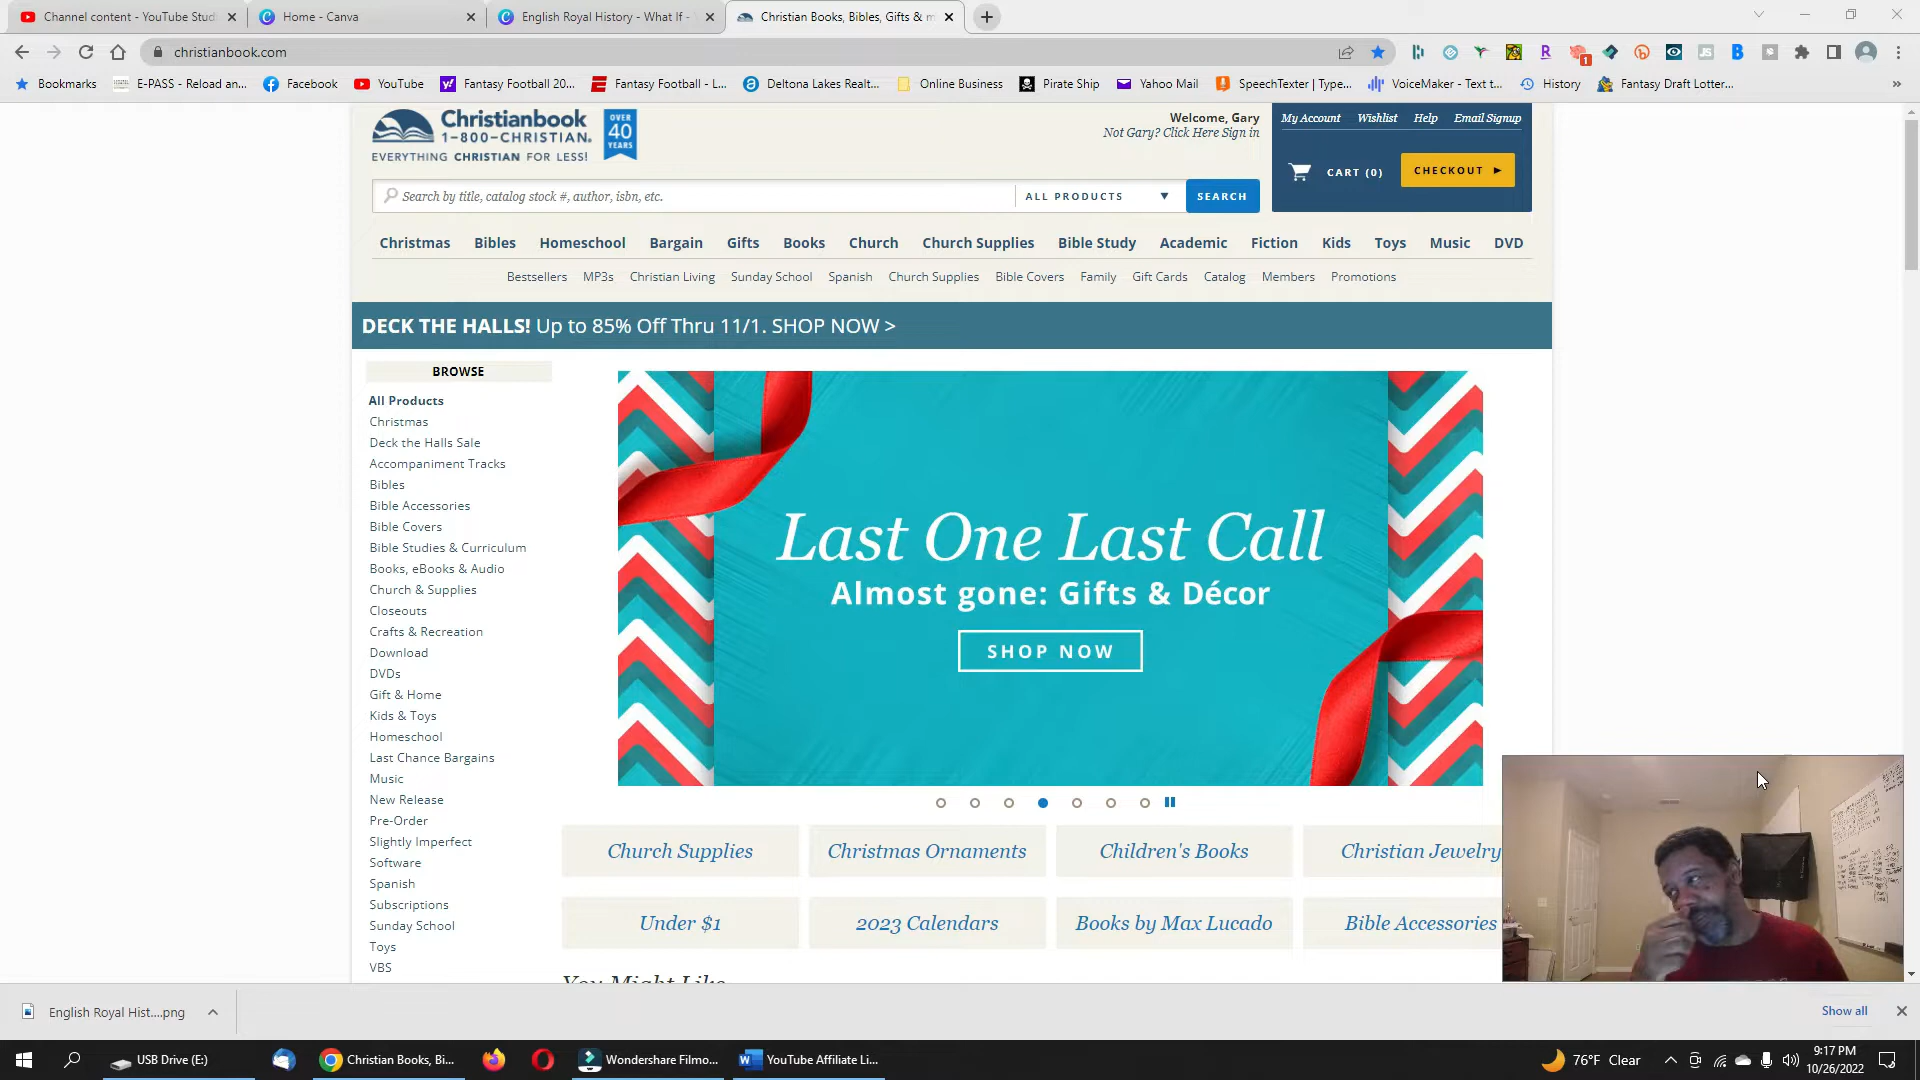 Channel content - YouTube Stud
Home - Canva
English Royal History - What If -
Christian Books, Bibles, Gifts & m
christianbook.com
Bookmarks
E-PASS - Reload an...
Facebook
YouTube
Fantasy Football 20...
Fantasy Football - L...
Deltona Lakes Realt...
Online Business
Pirate Ship
Yahoo Mail
SpeechTexter | Type...
VoiceMaker - Text t...
History
Fantasy Draft Lotter...
Christianbook
1-800-CHRISTIAN.
EVERYTHING CHRISTIAN FOR LESS!
OVER
40
YEARS
Welcome, Gary
Not Gary? Click Here Sign in
My Account Wishlist Help Email Signup
CART (0)
CHECKOUT ►
Search by title, catalog stock #, author, isbn, etc.
ALL PRODUCTS ▼
SEARCH
Christmas Bibles Homeschool Bargain Gifts Books Church Church Supplies Bible Study Academic Fiction Kids Toys Music DVD
Bestsellers MP3s Christian Living Sunday School Spanish Church Supplies Bible Covers Family Gift Cards Catalog Members Promotions
DECK THE HALLS! Up to 85% Off Thru 11/1. SHOP NOW >
BROWSE
All Products
Christmas
Deck the Halls Sale
Accompaniment Tracks
Bibles
Bible Accessories
Bible Covers
Bible Studies & Curriculum
Books, eBooks & Audio
Church & Supplies
Closeouts
Crafts & Recreation
Download
DVDs
Gift & Home
Kids & Toys
Homeschool
Last Chance Bargains
Music
New Release
Pre-Order
Slightly Imperfect
Software
Spanish
Subscriptions
Sunday School
Toys
VBS
Last One Last Call
Almost gone: Gifts & Décor
SHOP NOW
Church Supplies
Christmas Ornaments
Children's Books
Christian Jewelry
Under $1
2023 Calendars
Books by Max Lucado
Bible Accessories
You Might Like
English Royal Hist....png
Show all
USB Drive (E:)
Christian Books, Bi...
Wondershare Filmo...
YouTube Affiliate Li...
76°F Clear
9:17 PM
10/26/2022